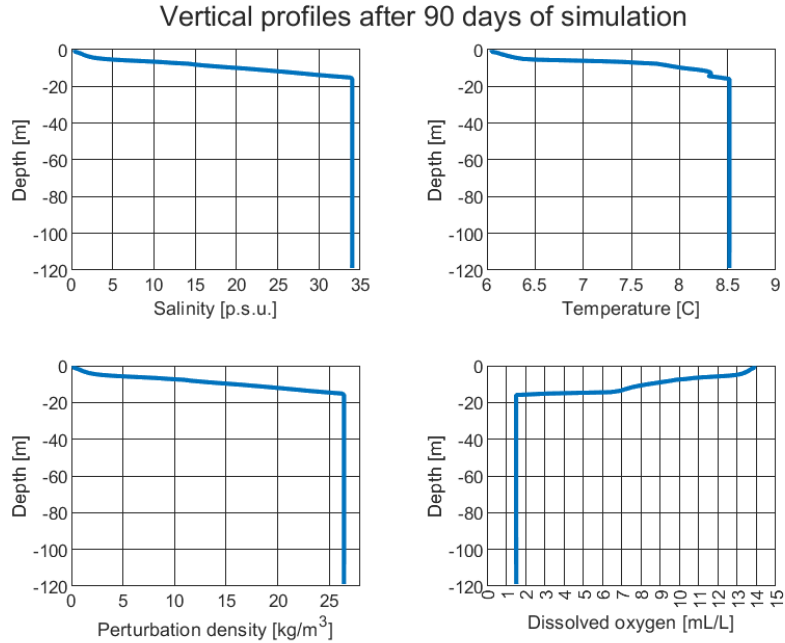 Vertical profiles after 90 days of simulation
0
-20
-40
-60
-80
-100
-120
Depth [m]
0 5 10 15 20 25 30 35
Salinity [p.s.u.]
0
-20
-40
-60
-80
-100
-120
Depth [m]
6 6.5 7 7.5 8 8.5 9
Temperature [C]
0
-20
-40
-60
-80
-100
-120
Depth [m]
0 5 10 15 20 25
Perturbation density [kg/m³]
0
-20
-40
-60
-80
-100
-120
Depth [m]
0 1 2 3 4 5 6 7 8 9 10 11 12 13 14 15
Dissolved oxygen [mL/L]